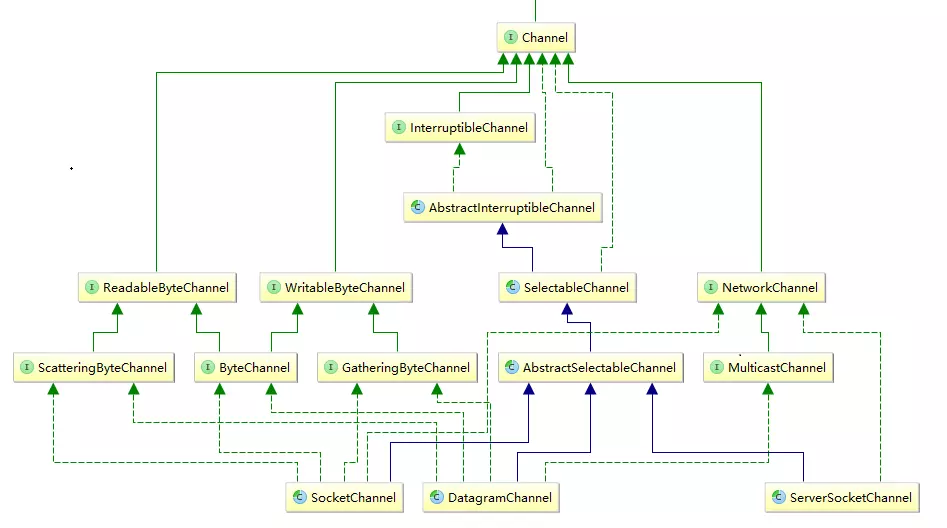 I Channel
I InterruptibleChannel
C AbstractInterruptibleChannel
I ReadableByteChannel
I WritableByteChannel
C SelectableChannel
I NetworkChannel
I ScatteringByteChannel
I ByteChannel
I GatheringByteChannel
C AbstractSelectableChannel
I MulticastChannel
C SocketChannel
C DatagramChannel
C ServerSocketChannel